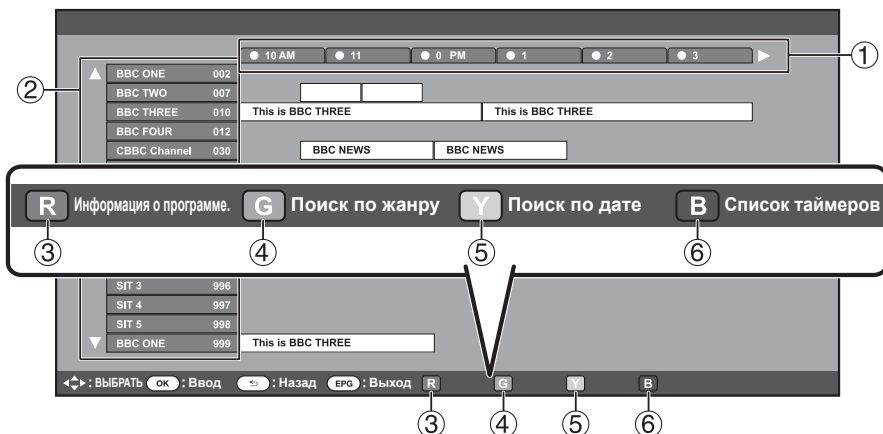 10 AM 11 0 PM 1 2 3 ①
②
BBC ONE 002
BBC TWO 007
BBC THREE 010 This is BBC THREE This is BBC THREE
BBC FOUR 012
CBBC Channel 030 BBC NEWS BBC NEWS
R Информация о программе. G Поиск по жанру Y Поиск по дате B Список таймеров
③ ④ ⑤ ⑥
SIT 3 996
SIT 4 997
SIT 5 998
BBC ONE 999 This is BBC THREE
: ВЫБРАТЬ OK : Ввод : Назад EPG : Выход R G Y B
③ ④ ⑤ ⑥